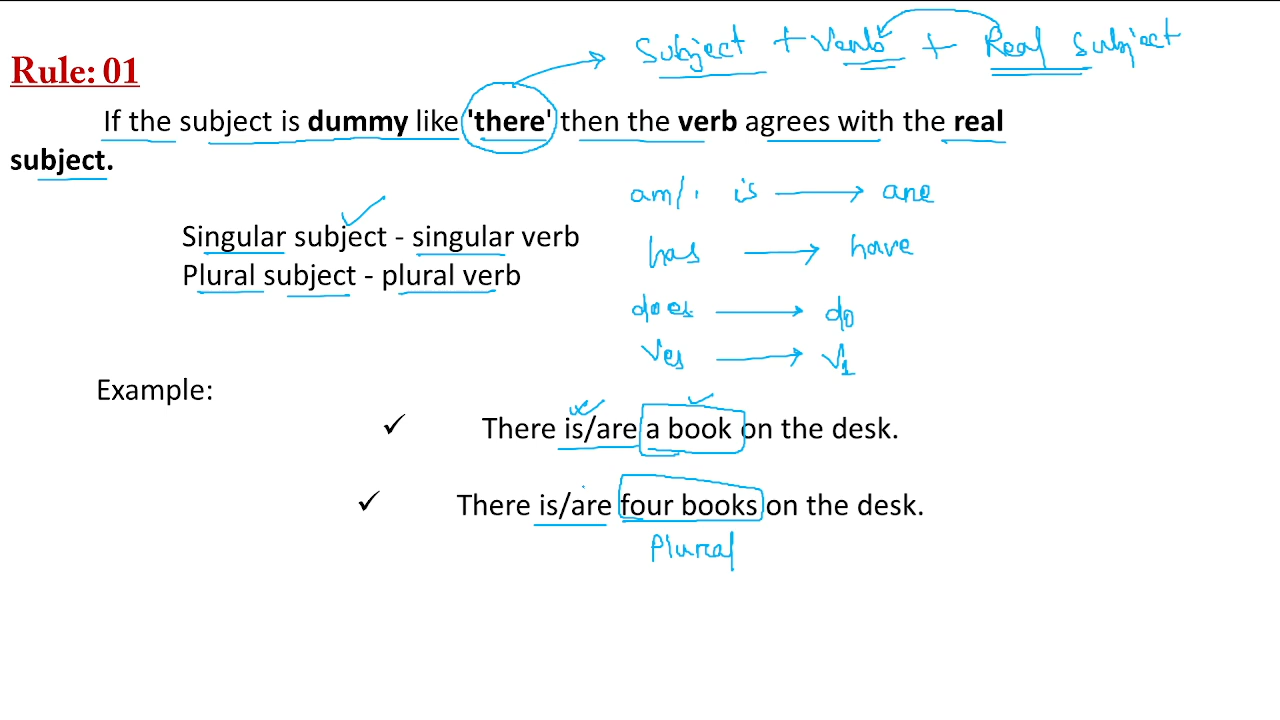 Subject + Verb + Real Subject
Rule: 01
If the subject is dummy like 'there' then the verb agrees with the real
subject.
am/ is → are
Singular subject - singular verb
has → have
Plural subject - plural verb
does → do
Ves → V1
Example:
✓ There is/are a book on the desk.
✓ There is/are four books on the desk.
Plural